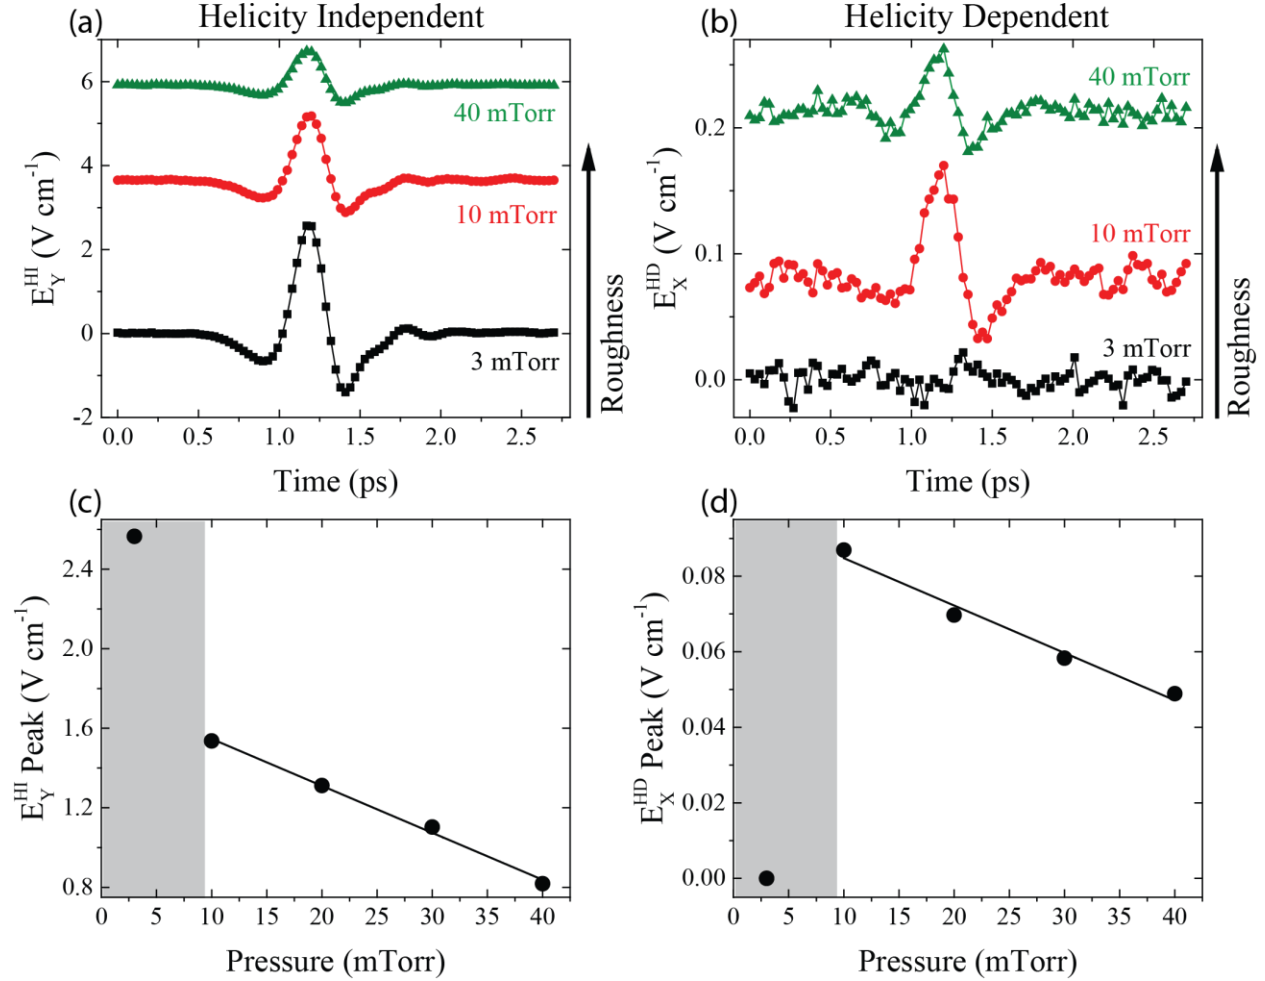 (a) Helicity Independent
40 mTorr
10 mTorr
3 mTorr
6
4
2
0
-2
0.0 0.5 1.0 1.5 2.0 2.5
E_Y^HI (V cm^-1)
Time (ps)
Roughness
(b) Helicity Dependent
40 mTorr
10 mTorr
3 mTorr
0.2
0.1
0.0
0.0 0.5 1.0 1.5 2.0 2.5
E_X^HD (V cm^-1)
Time (ps)
Roughness
(c)
2.4
2.0
1.6
1.2
0.8
0 5 10 15 20 25 30 35 40
E_Y^HI Peak (V cm^-1)
Pressure (mTorr)
(d)
0.08
0.06
0.04
0.02
0.00
0 5 10 15 20 25 30 35 40
E_X^HD Peak (V cm^-1)
Pressure (mTorr)